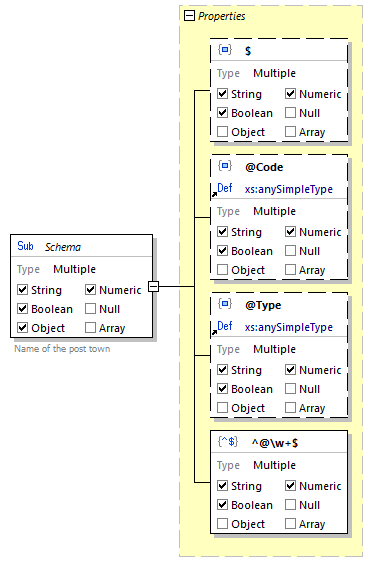 Properties
$
Type Multiple
String Numeric
Boolean Null
Object Array
@Code
Def xs:anySimpleType
Type Multiple
String Numeric
Boolean Null
Object Array
Sub Schema
Type Multiple
String Numeric
Boolean Null
Object Array
Name of the post town
@Type
Def xs:anySimpleType
Type Multiple
String Numeric
Boolean Null
Object Array
{^$} ^@\w+$
Type Multiple
String Numeric
Boolean Null
Object Array